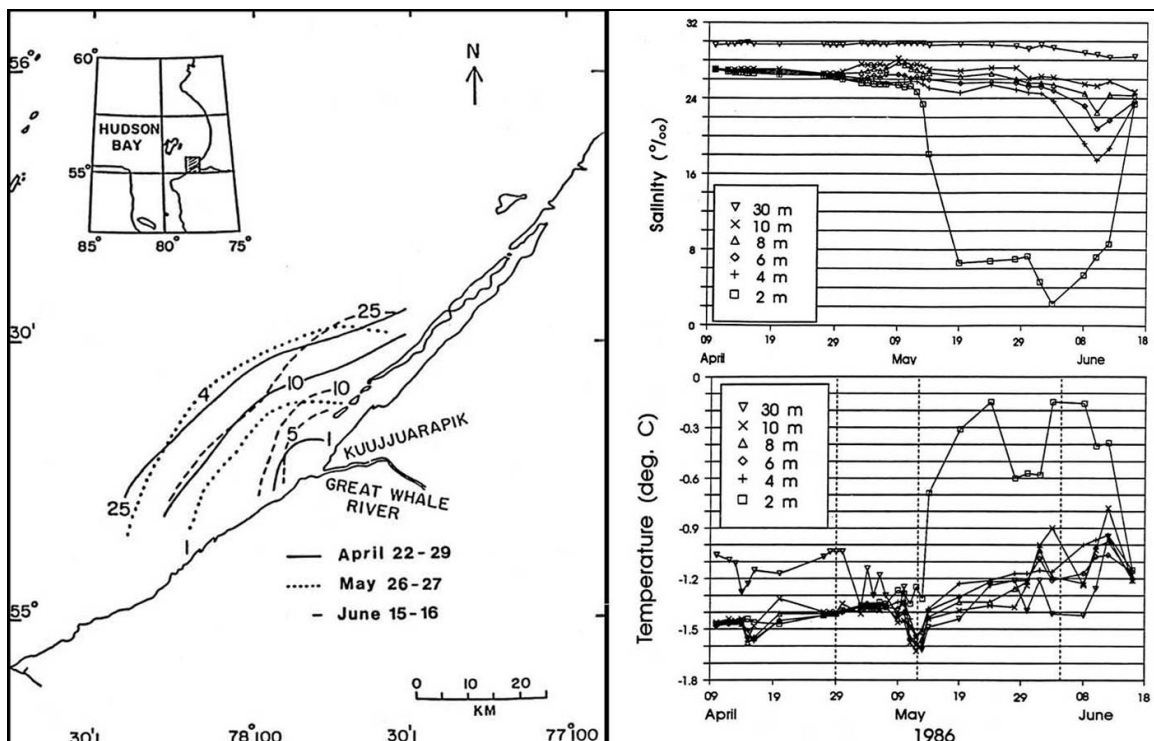 60°
HUDSON
BAY
55°
85°
80°
75°
N
56°
30'
55°
25
4
10
10
5
1
25
1
KUUJJUARAPIK
GREAT WHALE
RIVER
April 22-29
May 26-27
June 15-16
0 10 20
KM
30'
78°00
30'
77°00
32
24
16
8
0
Salinity (‰)
30 m
10 m
8 m
6 m
4 m
2 m
09 19 29 09 19 29 08 18
April May June
0
-0.3
-0.6
-0.9
-1.2
-1.5
-1.8
Temperature (deg. C)
30 m
10 m
8 m
6 m
4 m
2 m
09 19 29 09 19 29 08 18
April May June
1986